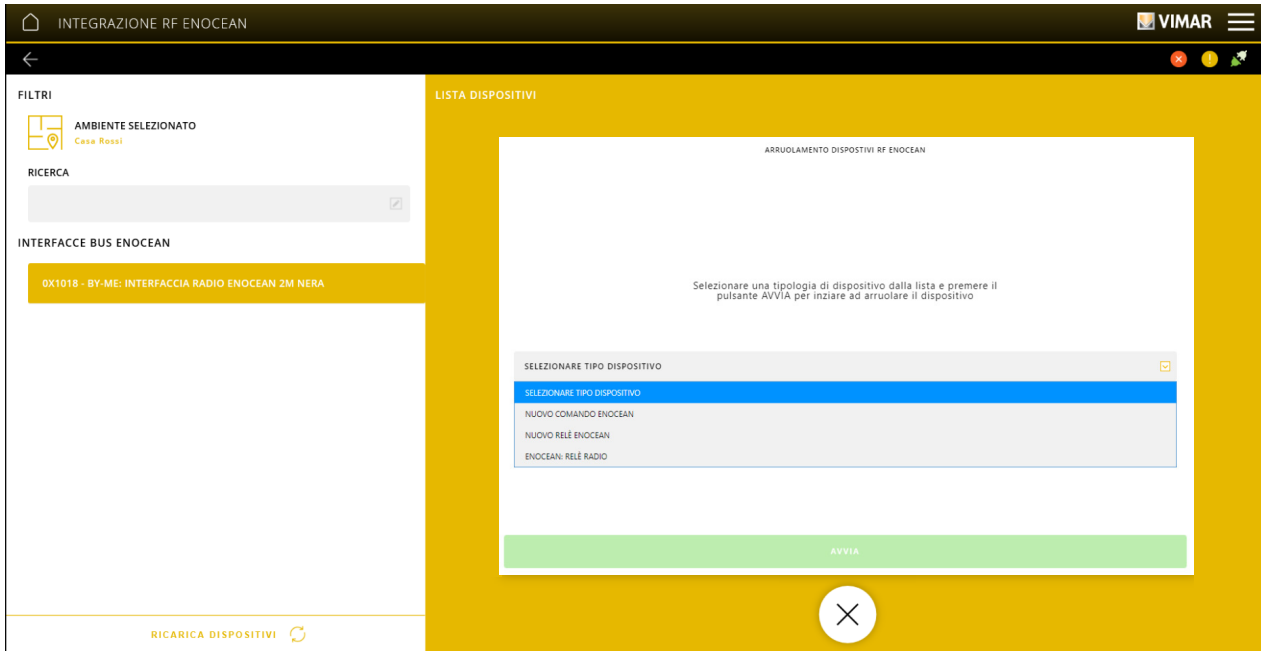 INTEGRAZIONE RF ENOCEAN
VIMAR
FILTRI
AMBIENTE SELEZIONATO
Casa Rossi
RICERCA
INTERFACCE BUS ENOCEAN
0X1018 - BY-ME: INTERFACCIA RADIO ENOCEAN 2M NERA
RICARICA DISPOSITIVI
LISTA DISPOSITIVI
ARRUOLAMENTO DISPOSTIVI RF ENOCEAN
Selezionare una tipologia di dispositivo dalla lista e premere il
pulsante AVVIA per inziare ad arruolare il dispositivo
SELEZIONARE TIPO DISPOSITIVO
SELEZIONARE TIPO DISPOSITIVO
NUOVO COMANDO ENOCEAN
NUOVO RELÈ ENOCEAN
ENOCEAN: RELÈ RADIO
AVVIA